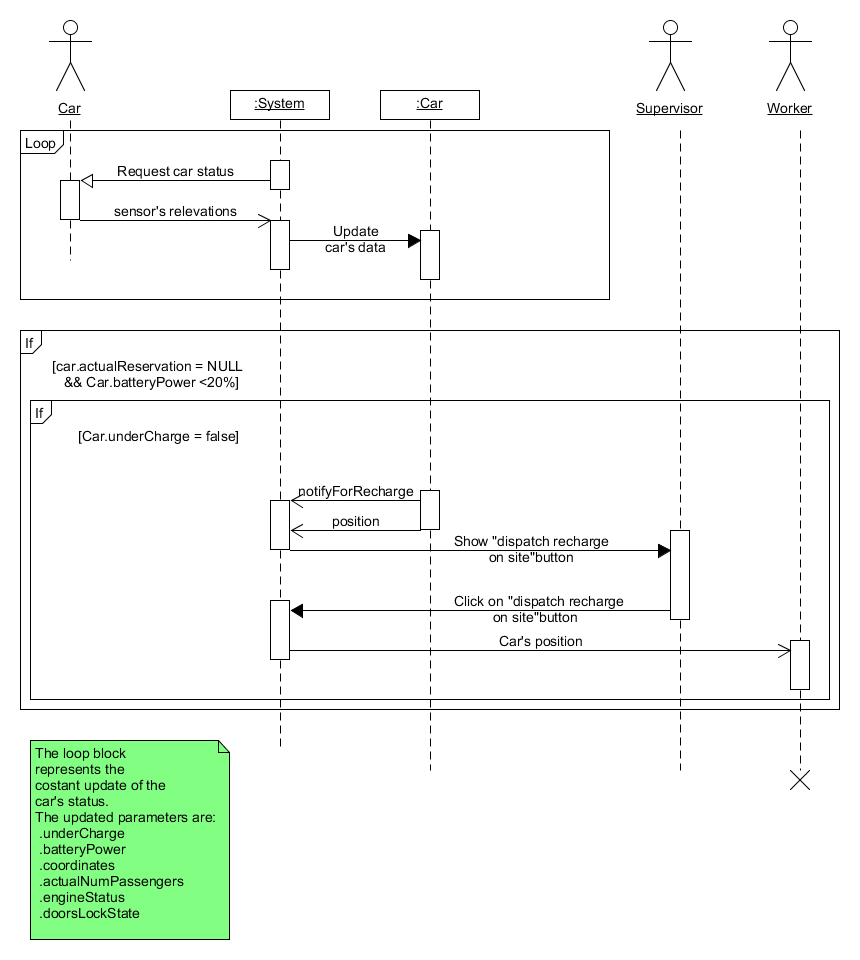 Car
:System
:Car
Supervisor
Worker
Loop
Request car status
sensor's relevations
Update
car's data
If
[car.actualReservation = NULL
&& Car.batteryPower <20%]
If
[Car.underCharge = false]
notifyForRecharge
position
Show "dispatch recharge
on site"button
Click on "dispatch recharge
on site"button
Car's position
The loop block
represents the
costant update of the
car's status.
The updated parameters are:
.underCharge
.batteryPower
.coordinates
.actualNumPassengers
.engineStatus
.doorsLockState